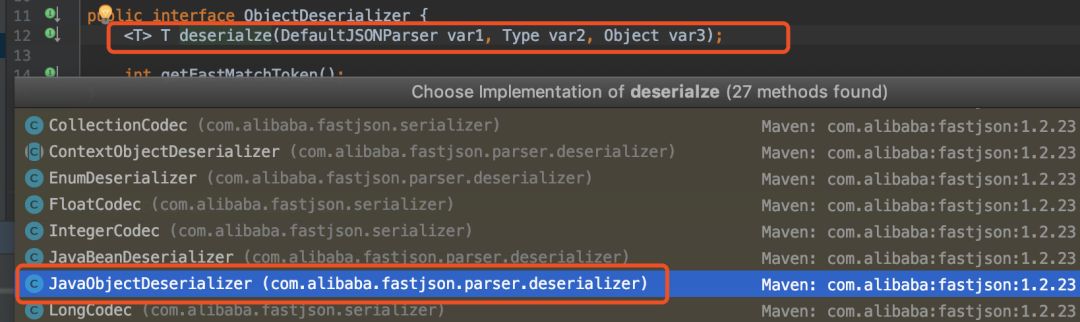 11 public interface ObjectDeserializer {
12 <T> T deserialze(DefaultJSONParser var1, Type var2, Object var3);
13
14 int getFastMatchToken();
Choose Implementation of deserialze (27 methods found)
CollectionCodec (com.alibaba.fastjson.serializer) Maven: com.alibaba:fastjson:1.2.23
ContextObjectDeserializer (com.alibaba.fastjson.parser.deserializer) Maven: com.alibaba:fastjson:1.2.23
EnumDeserializer (com.alibaba.fastjson.parser.deserializer) Maven: com.alibaba:fastjson:1.2.23
FloatCodec (com.alibaba.fastjson.serializer) Maven: com.alibaba:fastjson:1.2.23
IntegerCodec (com.alibaba.fastjson.serializer) Maven: com.alibaba:fastjson:1.2.23
JavaBeanDeserializer (com.alibaba.fastjson.parser.deserializer) Maven: com.alibaba:fastjson:1.2.23
JavaObjectDeserializer (com.alibaba.fastjson.parser.deserializer) Maven: com.alibaba:fastjson:1.2.23
LongCodec (com.alibaba.fastjson.serializer) Maven: com.alibaba:fastjson:1.2.23